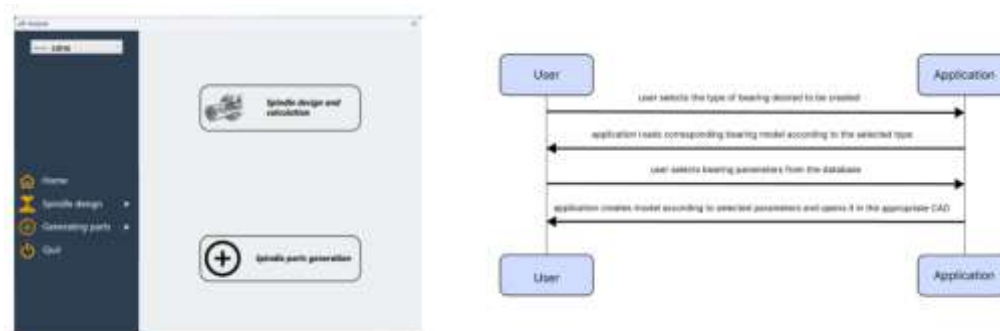 Spindle design and
calculation
Home
Spindle design
Generating parts
Quit
Spindle parts generation
User
Application
user selects the type of bearing desired to be created
application loads corresponding bearing model according to the selected type
user selects bearing parameters from the database
application creates model according to selected parameters and opens it in the appropriate CAD
User
Application